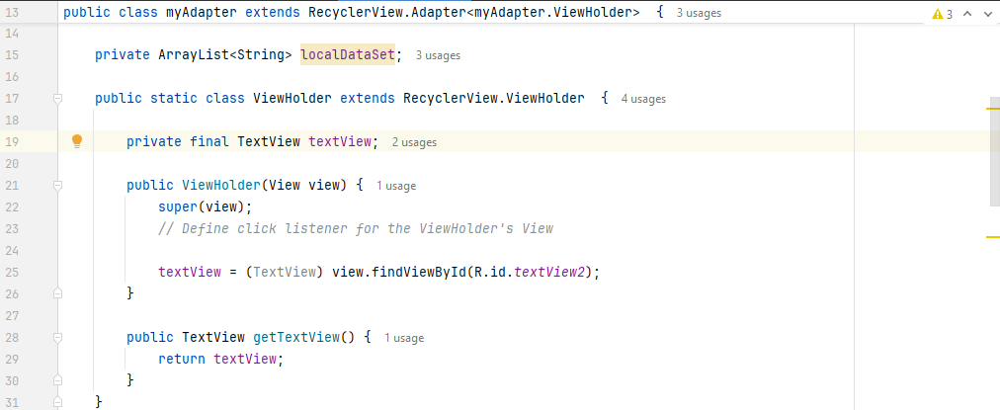 13 public class myAdapter extends RecyclerView.Adapter<myAdapter.ViewHolder> { 3 usages 3
14
15 private ArrayList<String> localDataSet; 3 usages
16
17 public static class ViewHolder extends RecyclerView.ViewHolder { 4 usages
18
19 private final TextView textView; 2 usages
20
21 public ViewHolder(View view) { 1 usage
22 super(view);
23 // Define click listener for the ViewHolder's View
24
25 textView = (TextView) view.findViewById(R.id.textView2);
26 }
27
28 public TextView getTextView() { 1 usage
29 return textView;
30 }
31 }